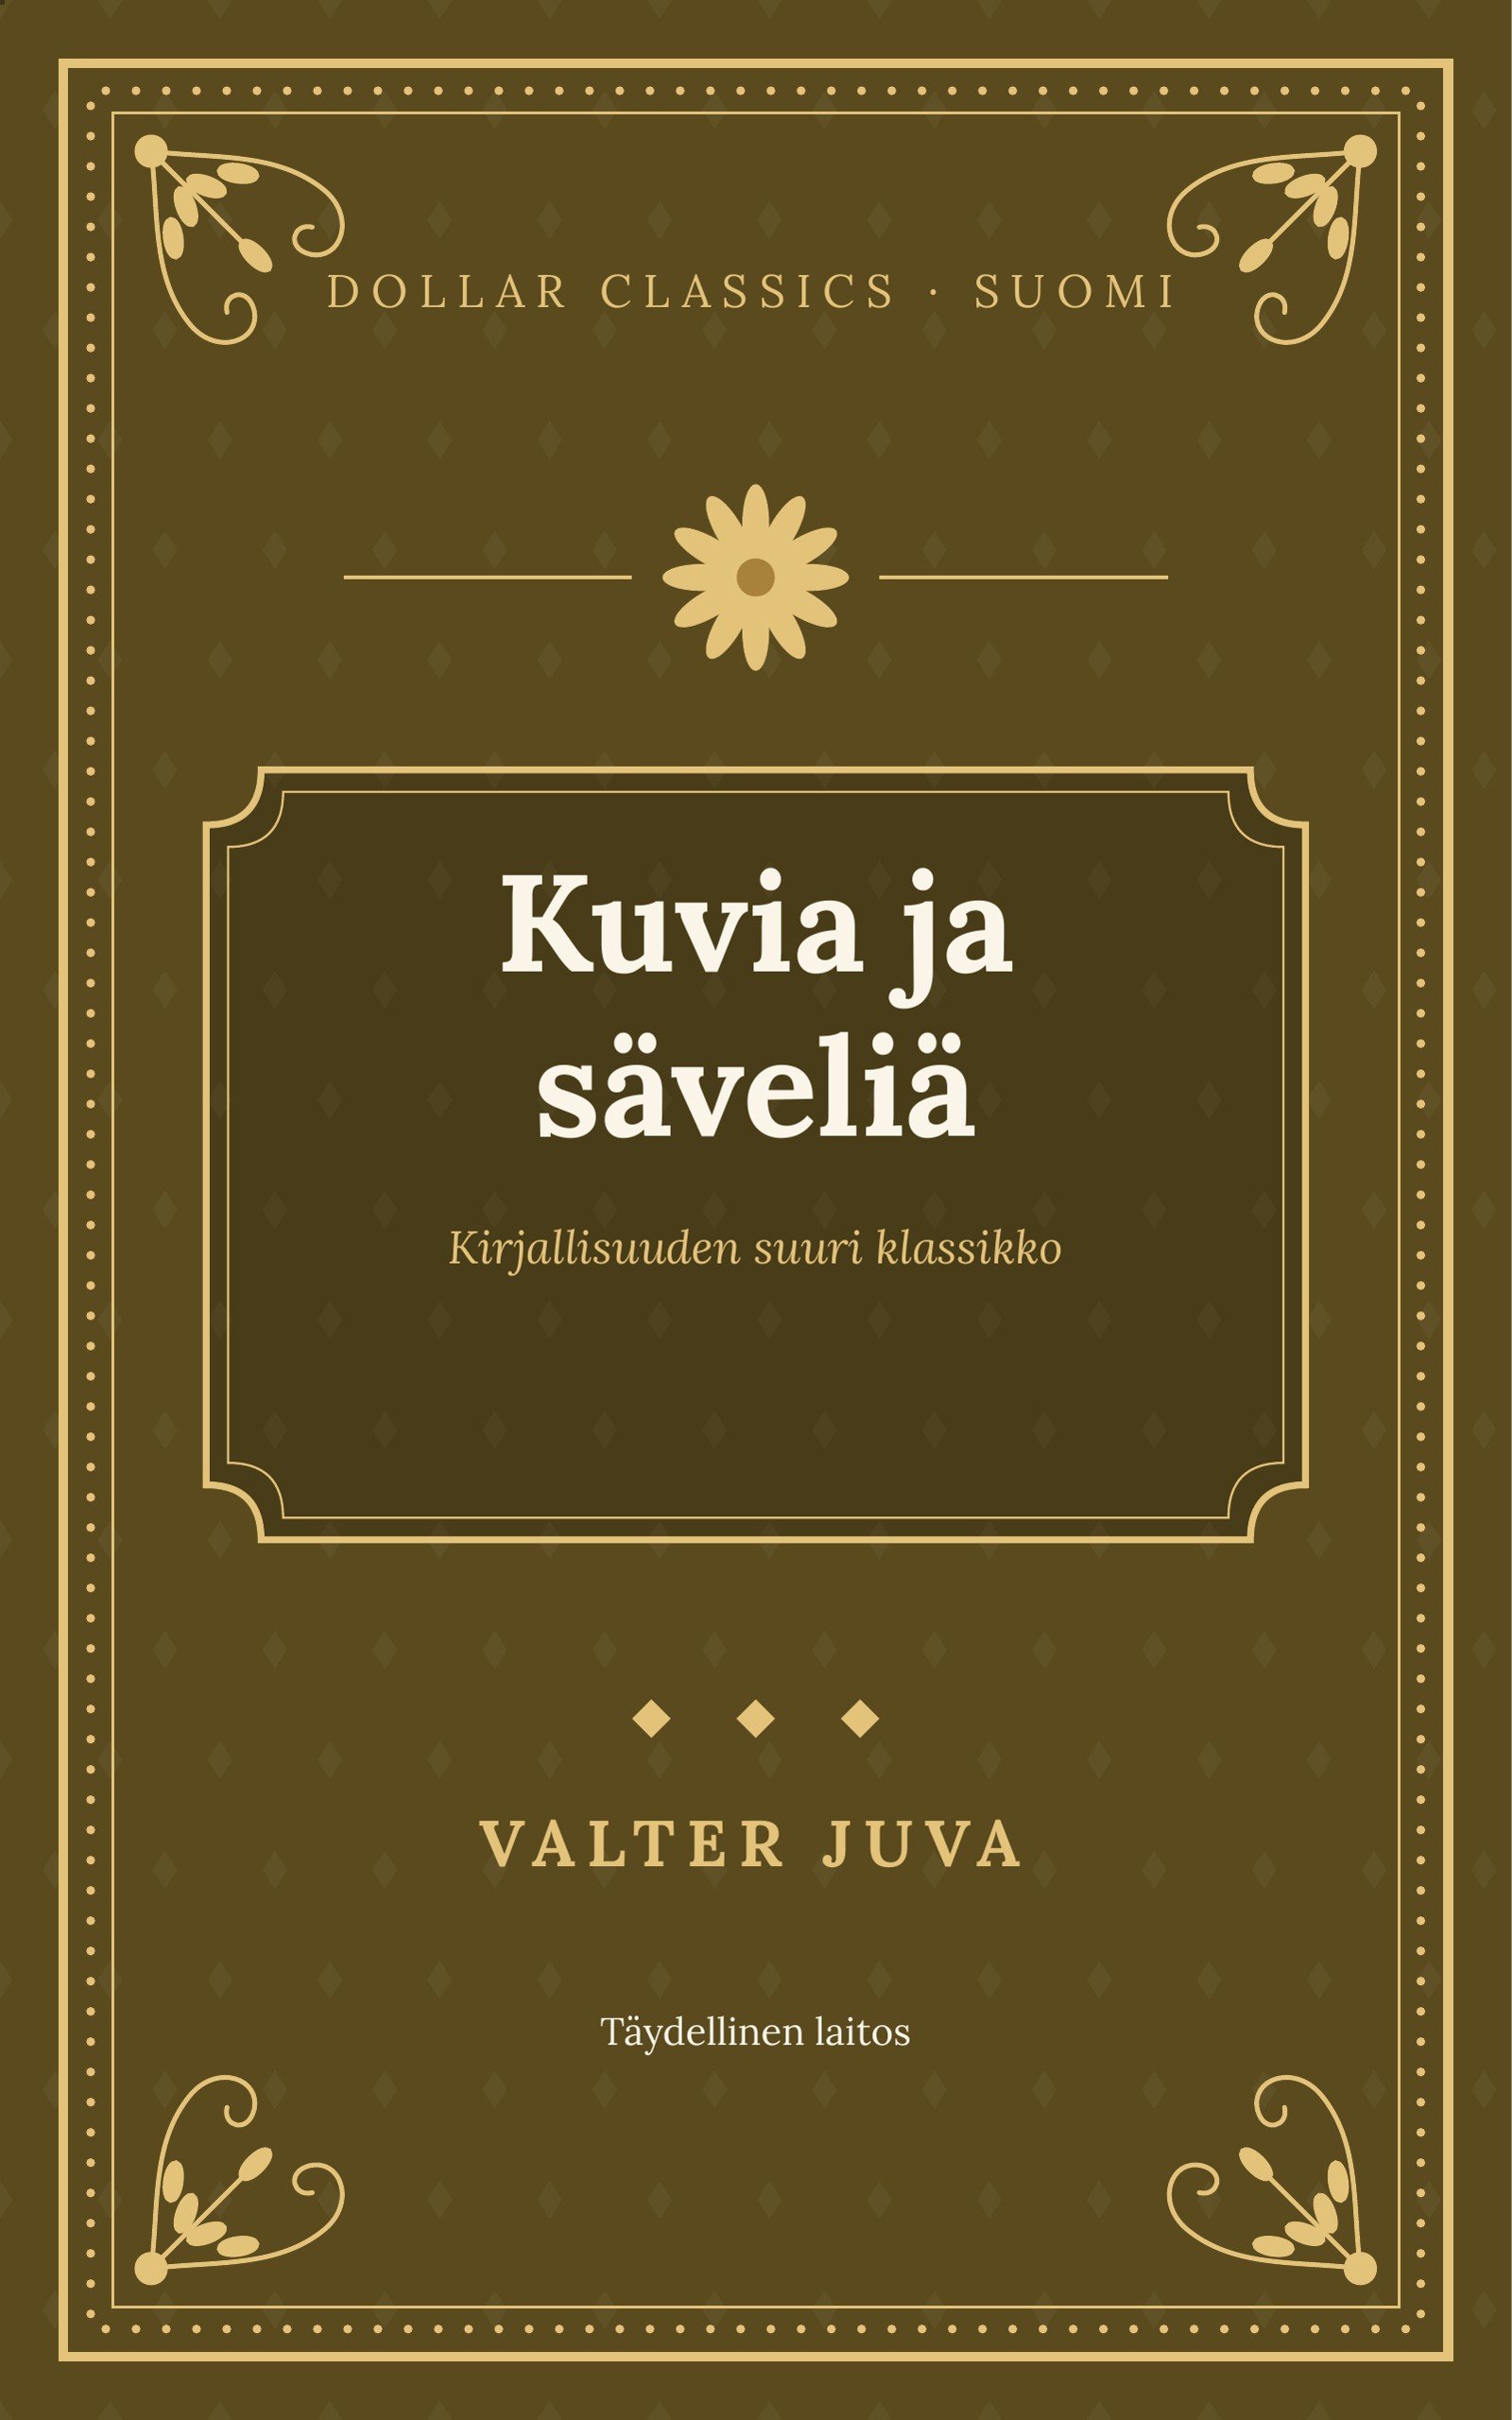 DOLLAR CLASSICS · SUOMI
Kuvia ja
säveliä
Kirjallisuuden suuri klassikko
VALTER JUVA
Täydellinen laitos